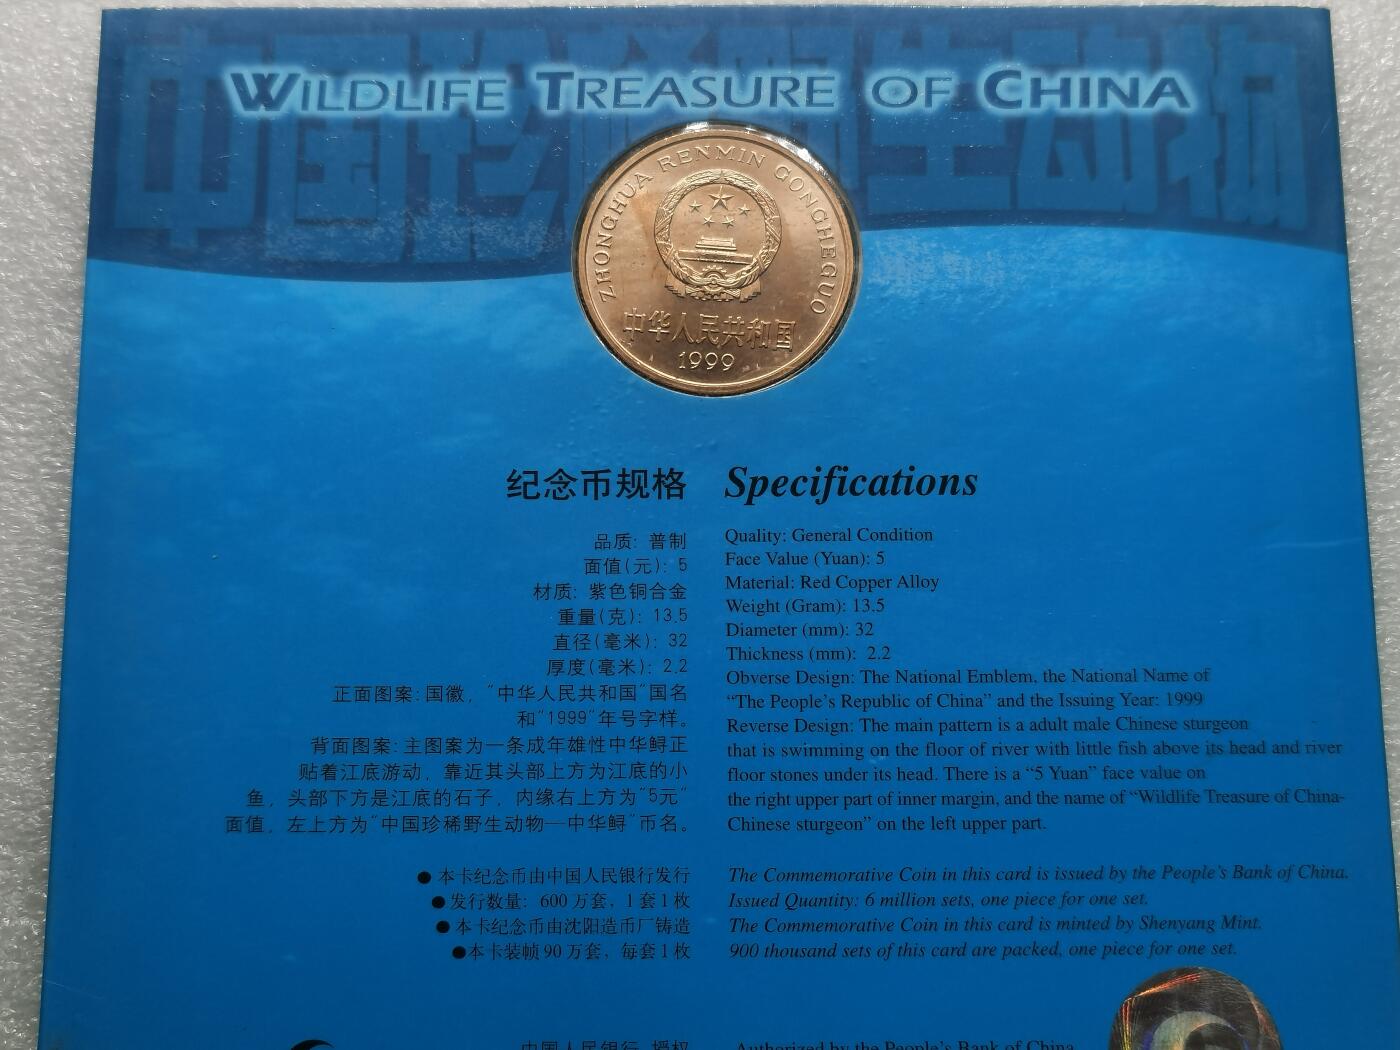 中国珍稀野生动物
WILDLIFE TREASURE OF CHINA
ZHONGHUA RENMIN GONGHEGUO
中华人民共和国
1999
纪念币规格
品质: 普制
面值(元): 5
材质: 紫色铜合金
重量(克): 13.5
直径(毫米): 32
厚度(毫米): 2.2
正面图案: 国徽，"中华人民共和国"国名
和"1999"年号字样。
背面图案: 主图案为一条成年雄性中华鲟正
贴着江底游动，靠近其头部上方为江底的小
鱼，头部下方是江底的石子，内缘右上方为"5元"
面值，左上方为"中国珍稀野生动物—中华鲟"币名。
●本卡纪念币由中国人民银行发行
●发行数量: 600万套，1套1枚
●本卡纪念币由沈阳造币厂铸造
●本卡装帧90万套，每套1枚
Specifications
Quality: General Condition
Face Value (Yuan): 5
Material: Red Copper Alloy
Weight (Gram): 13.5
Diameter (mm): 32
Thickness (mm): 2.2
Obverse Design: The National Emblem, the National Name of
“The People’s Republic of China” and the Issuing Year: 1999
Reverse Design: The main pattern is a adult male Chinese sturgeon
that is swimming on the floor of river with little fish above its head and river
floor stones under its head. There is a “5 Yuan” face value on
the right upper part of inner margin, and the name of “Wildlife Treasure of China-
Chinese sturgeon” on the left upper part.
The Commemorative Coin in this card is issued by the People’s Bank of China.
Issued Quantity: 6 million sets, one piece for one set.
The Commemorative Coin in this card is minted by Shenyang Mint.
900 thousand sets of this card are packed, one piece for one set.
中国人民银行 授权
Authorized by the People’s Bank of China